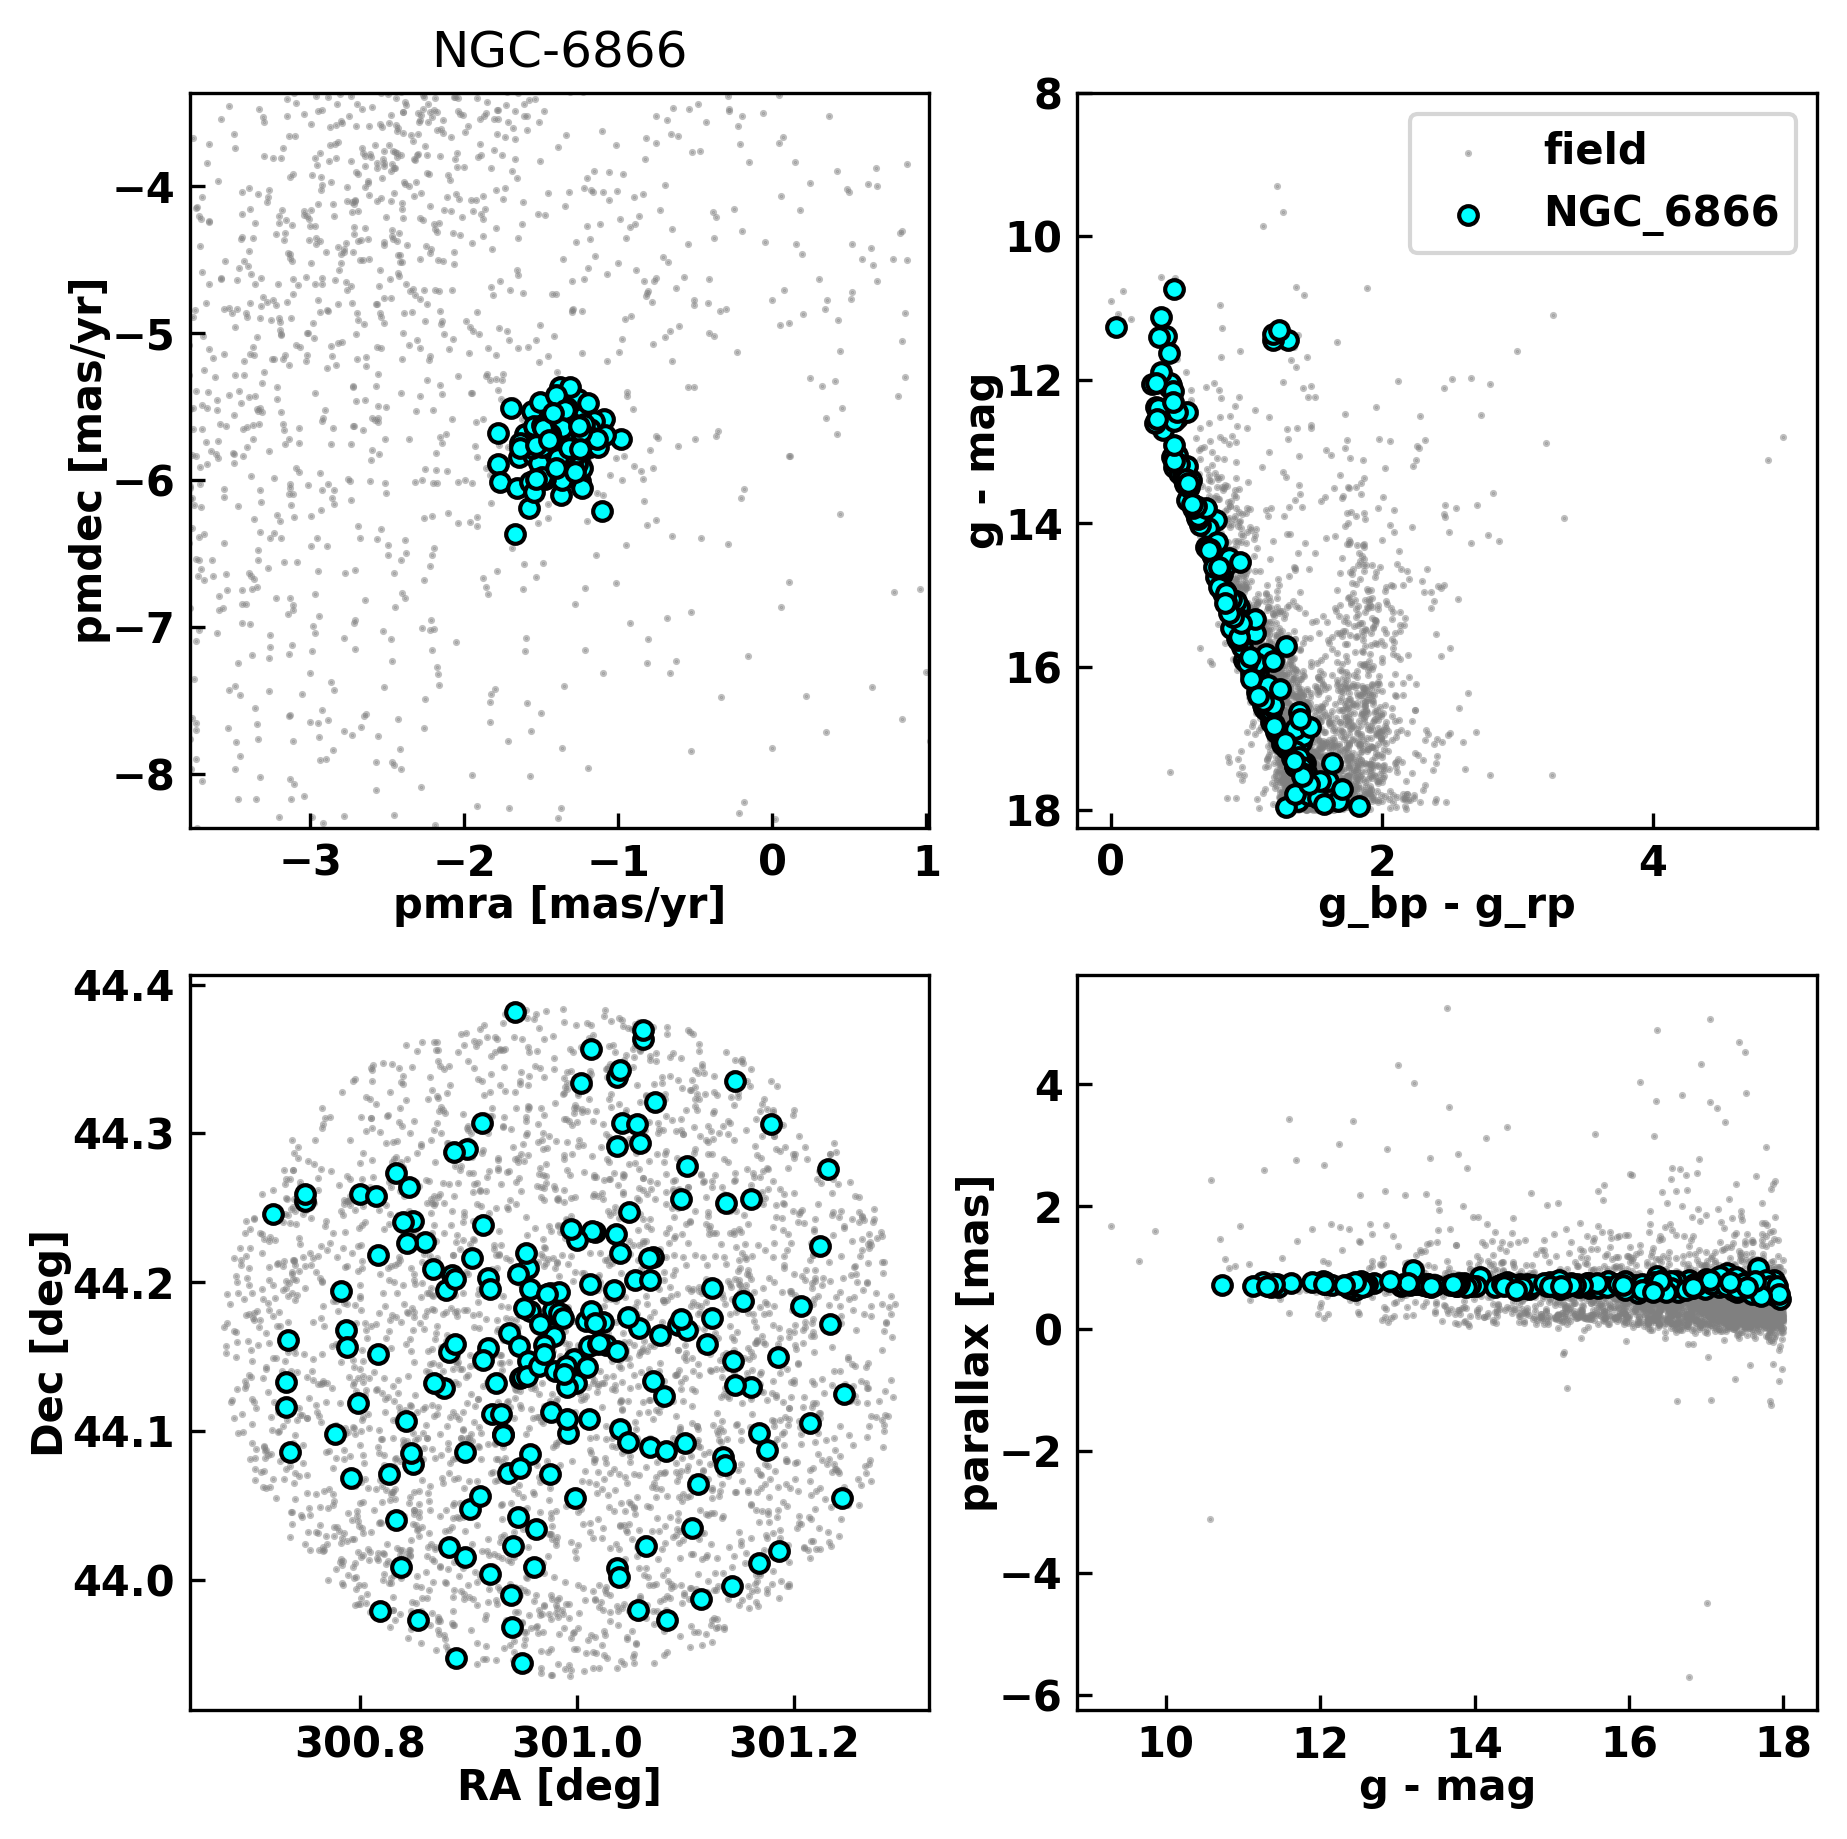 NGC-6866
−4
−5
−6
−7
−8
pmdec [mas/yr]
−3 −2 −1 0 1
pmra [mas/yr]
8
10
12
14
16
18
g - mag
field
NGC_6866
0 2 4
g_bp - g_rp
44.4
44.3
44.2
44.1
44.0
Dec [deg]
300.8 301.0 301.2
RA [deg]
4
2
0
−2
−4
−6
parallax [mas]
10 12 14 16 18
g - mag